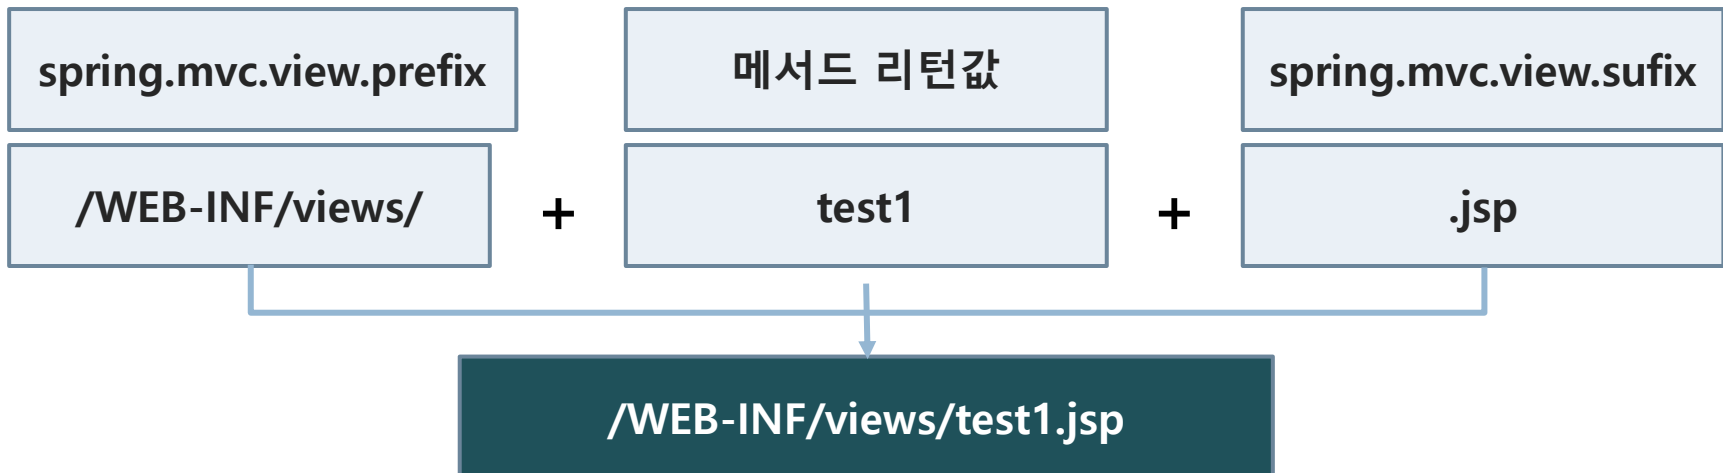 spring.mvc.view.prefix
메서드 리턴값
spring.mvc.view.sufix
/WEB-INF/views/
+
test1
+
.jsp
/WEB-INF/views/test1.jsp